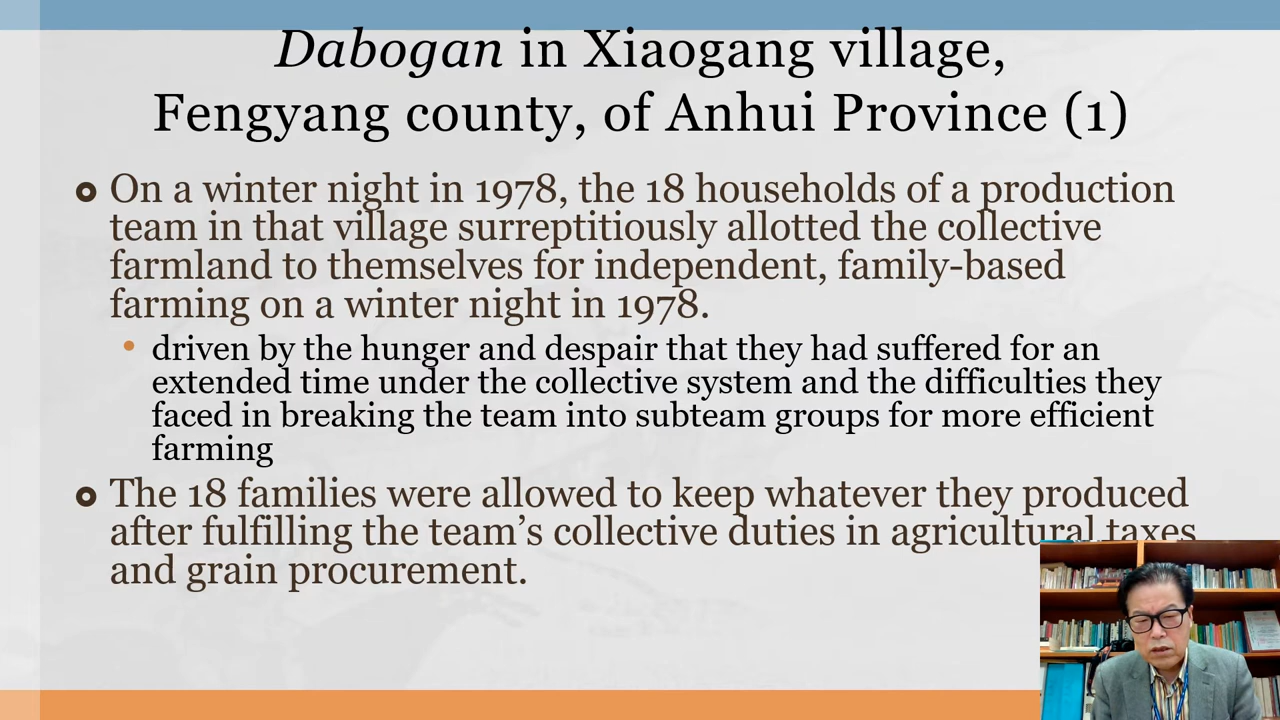 Dabogan in Xiaogang village,
Fengyang county, of Anhui Province (1)
On a winter night in 1978, the 18 households of a production
team in that village surreptitiously allotted the collective
farmland to themselves for independent, family-based
farming on a winter night in 1978.
driven by the hunger and despair that they had suffered for an
extended time under the collective system and the difficulties they
faced in breaking the team into subteam groups for more efficient
farming
The 18 families were allowed to keep whatever they produced
after fulfilling the team’s collective duties in agricultural taxes
and grain procurement.